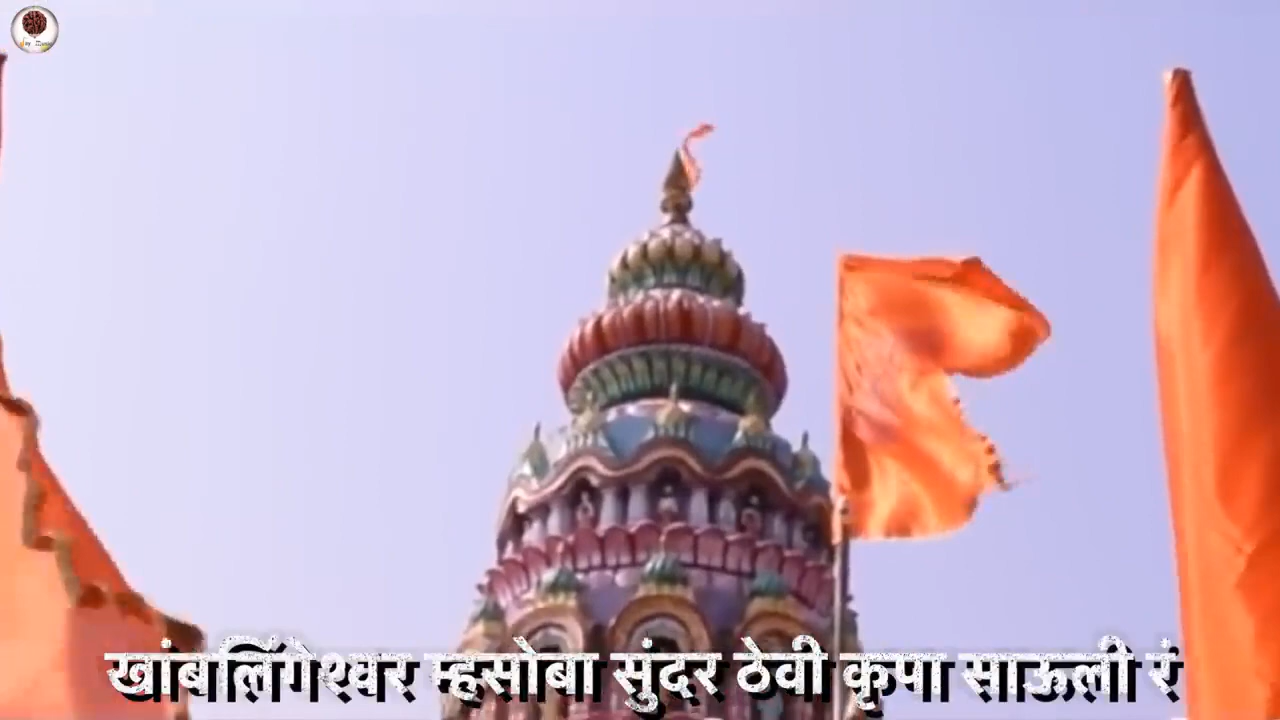 खांबलिंगेश्वर म्हसोबा सुंदर ठेवी कृपा साऊली रं